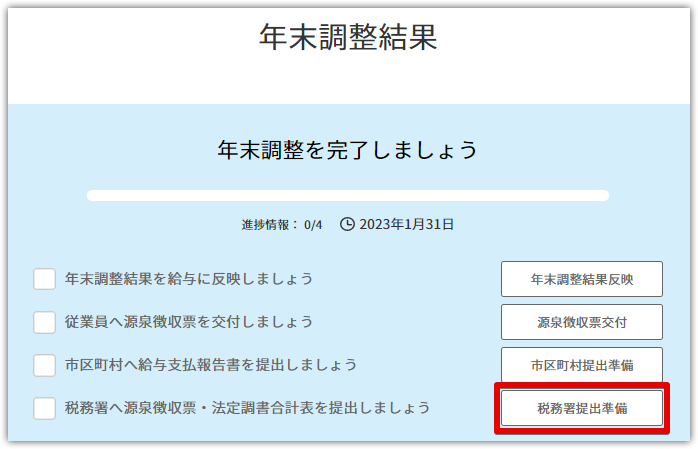 年末調整結果
年末調整を完了しましょう
進捗情報： 0/4 2023年1月31日
年末調整結果を給与に反映しましょう 年末調整結果反映
従業員へ源泉徴収票を交付しましょう 源泉徴収票交付
市区町村へ給与支払報告書を提出しましょう 市区町村提出準備
税務署へ源泉徴収票・法定調書合計表を提出しましょう 税務署提出準備